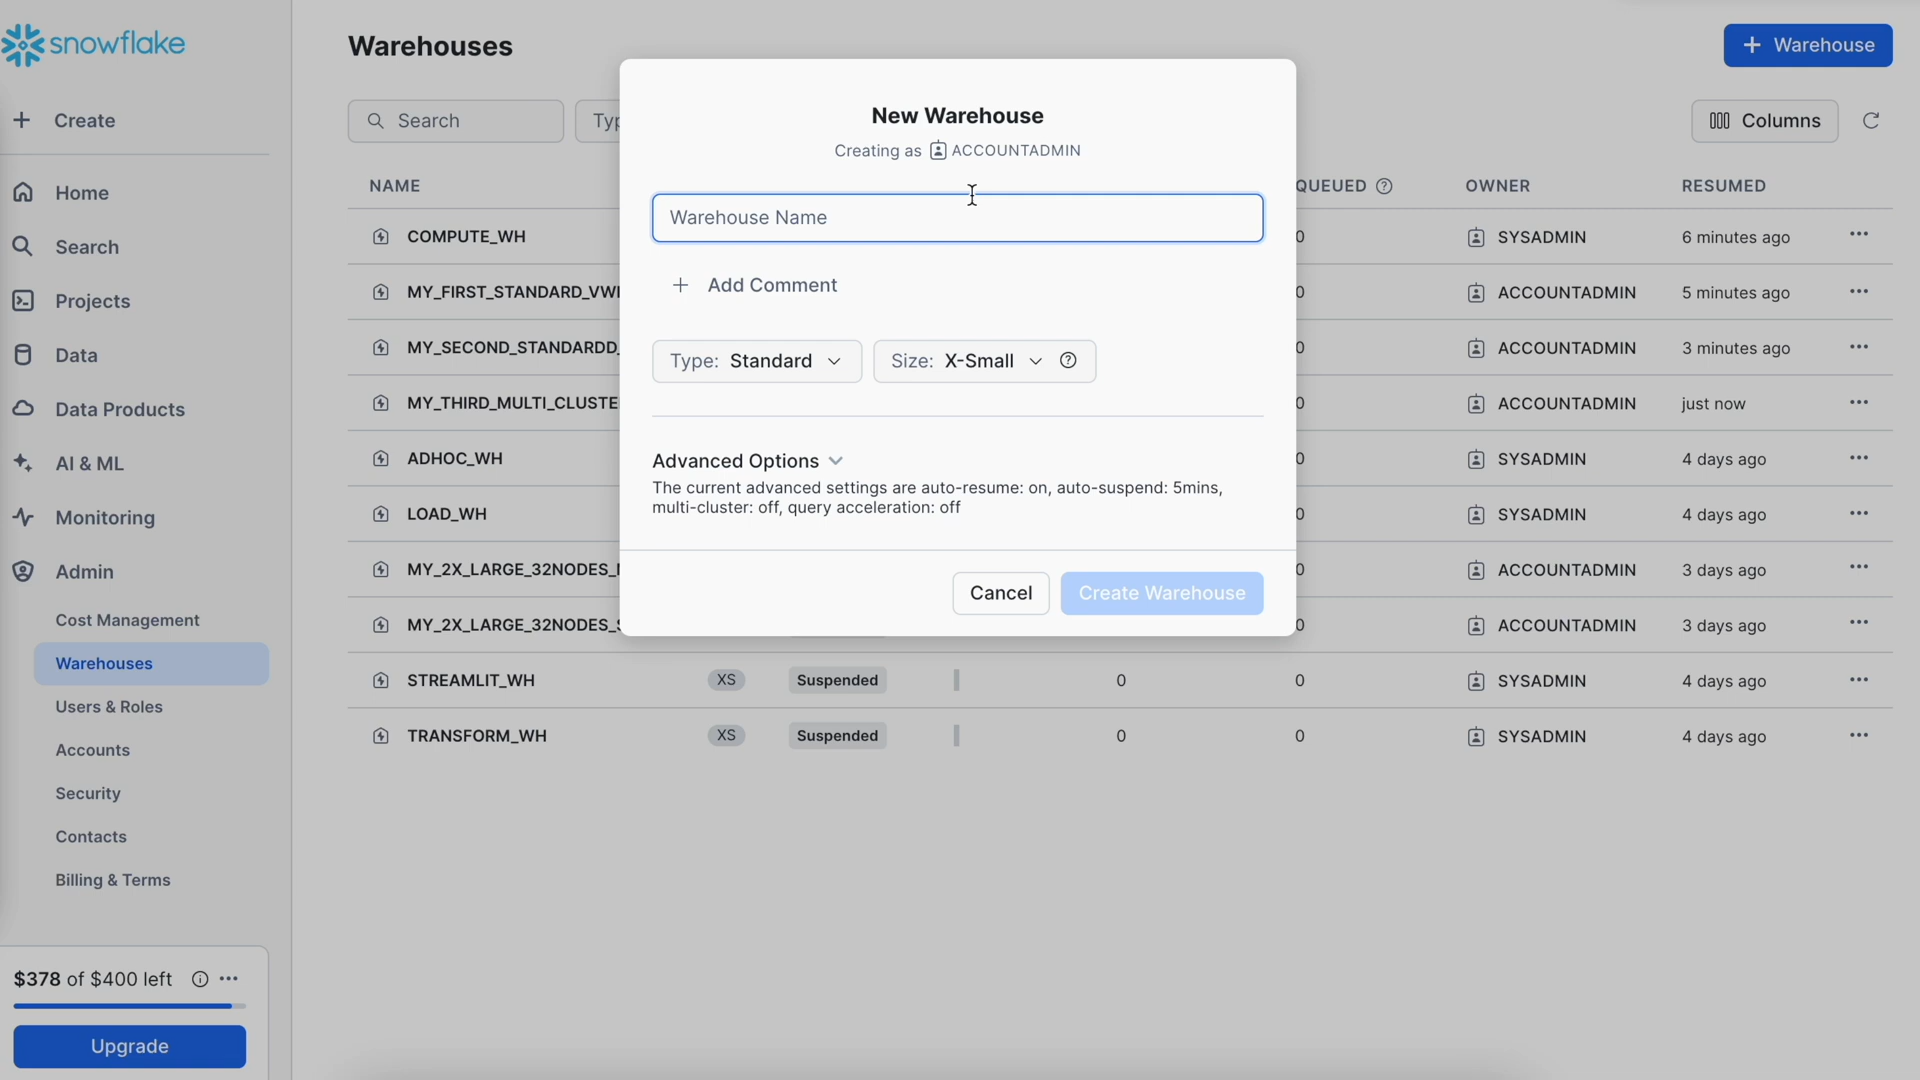 snowflake
Create
Home
Search
Projects
Data
Data Products
AI & ML
Monitoring
Admin
Cost Management
Warehouses
Users & Roles
Accounts
Security
Contacts
Billing & Terms
$378 of $400 left
Upgrade
Warehouses
+ Warehouse
Search
Typ
Columns
NAME QUEUED OWNER RESUMED
COMPUTE_WH 0 SYSADMIN 6 minutes ago
MY_FIRST_STANDARD_VW 0 ACCOUNTADMIN 5 minutes ago
MY_SECOND_STANDARDD_ 0 ACCOUNTADMIN 3 minutes ago
MY_THIRD_MULTI_CLUSTE 0 ACCOUNTADMIN just now
ADHOC_WH 0 SYSADMIN 4 days ago
LOAD_WH 0 SYSADMIN 4 days ago
MY_2X_LARGE_32NODES_ 0 ACCOUNTADMIN 3 days ago
MY_2X_LARGE_32NODES_S 0 ACCOUNTADMIN 3 days ago
STREAMLIT_WH XS Suspended 0 0 SYSADMIN 4 days ago
TRANSFORM_WH XS Suspended 0 0 SYSADMIN 4 days ago
New Warehouse
Creating as ACCOUNTADMIN
Warehouse Name
+ Add Comment
Type: Standard
Size: X-Small
Advanced Options
The current advanced settings are auto-resume: on, auto-suspend: 5mins,
multi-cluster: off, query acceleration: off
Cancel
Create Warehouse